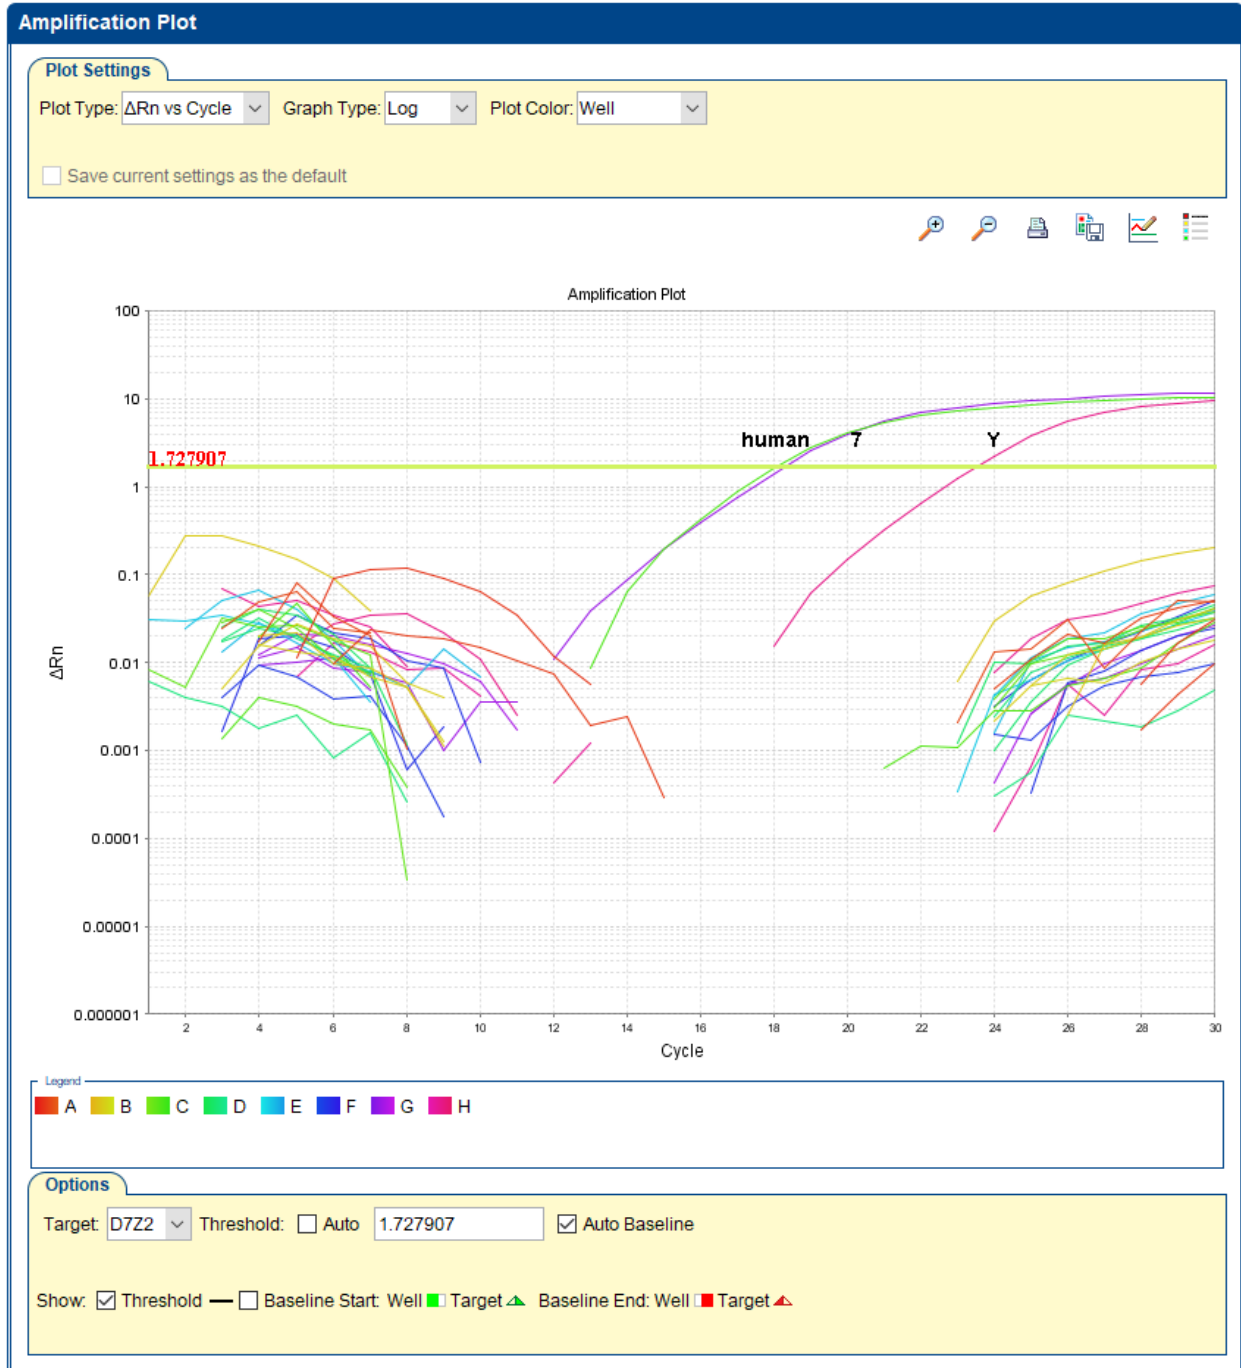 Amplification Plot
Plot Settings
Plot Type: ΔRn vs Cycle Graph Type: Log Plot Color: Well
Save current settings as the default
Amplification Plot
100
10
human 7 Y
1.727907
1
0.1
0.01
ΔRn
0.001
0.0001
0.00001
0.000001
2 4 6 8 10 12 14 16 18 20 22 24 26 28 30
Cycle
Legend
A B C D E F G H
Options
Target: D7Z2 Threshold: Auto 1.727907 Auto Baseline
Show: Threshold Baseline Start: Well Target Baseline End: Well Target